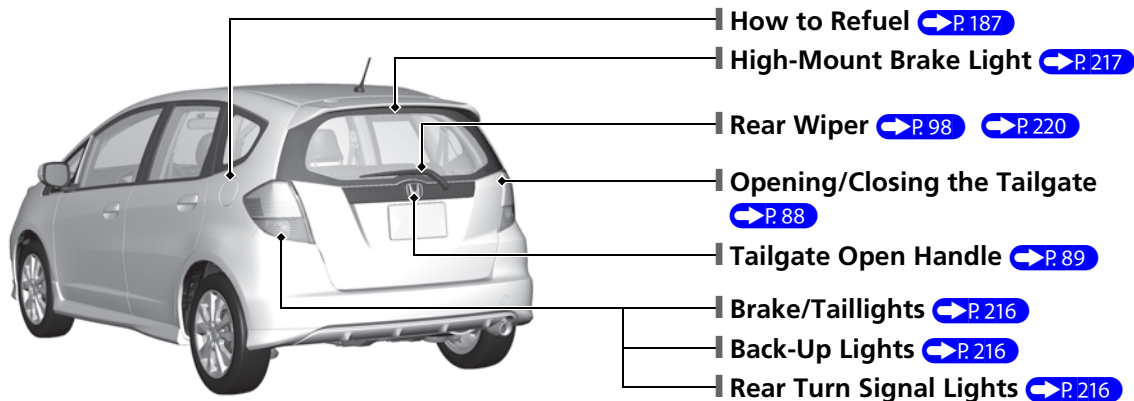 How to Refuel P. 187
High-Mount Brake Light P. 217
Rear Wiper P. 98 P. 220
Opening/Closing the Tailgate
P. 88
Tailgate Open Handle P. 89
Brake/Taillights P. 216
Back-Up Lights P. 216
Rear Turn Signal Lights P. 216